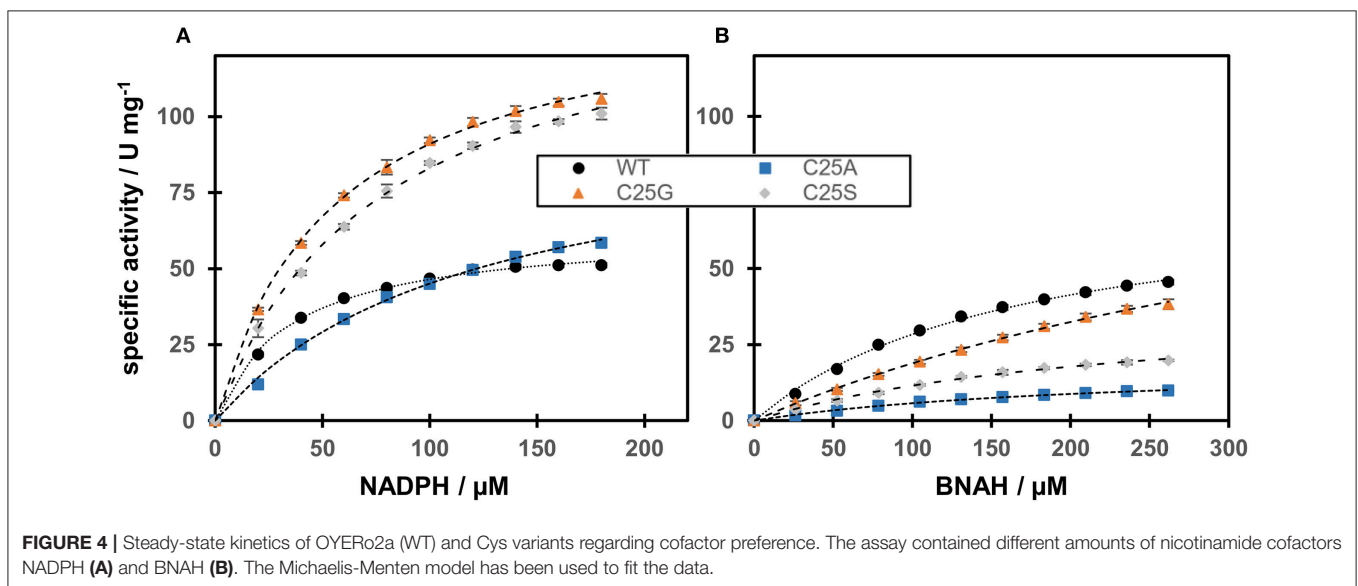 A
B
specific activity / U mg-1
100
75
50
25
0
100
50
25
0
WT
C25A
C25G
C25S
0
50
100
150
200
0
50
100
150
200
250
300
NADPH / µM
BNAH / µM
FIGURE 4 | Steady-state kinetics of OYERo2a (WT) and Cys variants regarding cofactor preference. The assay contained different amounts of nicotinamide cofactors
NADPH (A) and BNAH (B). The Michaelis-Menten model has been used to fit the data.